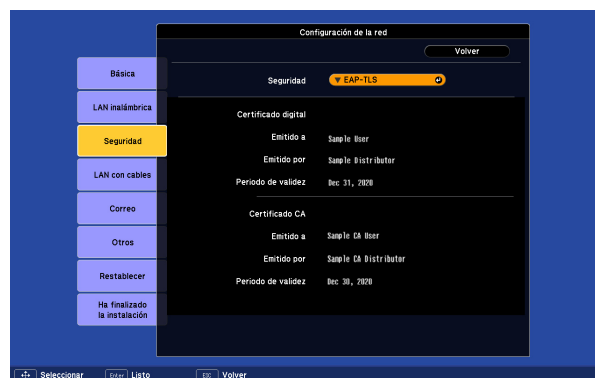 Configuración de la red
Volver
Básica
LAN inalámbrica
Seguridad
LAN con cables
Correo
Otros
Restablecer
Ha finalizado
la instalación
Seguridad EAP-TLS
Certificado digital
Emitido a Sample User
Emitido por Sample Distributor
Periodo de validez Dec 31, 2020
Certificado CA
Emitido a Sample CA User
Emitido por Sample CA Distributor
Periodo de validez Dec 30, 2020
Seleccionar Enter Listo ESC Volver